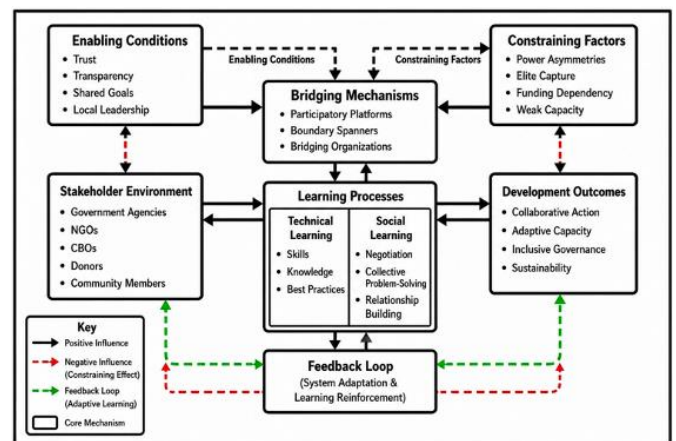 Enabling Conditions
• Trust
• Transparency
• Shared Goals
• Local Leadership
Enabling Conditions
Constraining Factors
Constraining Factors
• Power Asymmetries
• Elite Capture
• Funding Dependency
• Weak Capacity
Bridging Mechanisms
• Participatory Platforms
• Boundary Spanners
• Bridging Organizations
Stakeholder Environment
• Government Agencies
• NGOs
• CBOs
• Donors
• Community Members
Learning Processes
Technical
Learning
• Skills
• Knowledge
• Best Practices
Social
Learning
• Negotiation
• Collective
Problem-Solving
• Relationship
Building
Development Outcomes
• Collaborative Action
• Adaptive Capacity
• Inclusive Governance
• Sustainability
Key
Positive Influence
Negative Influence
(Constraining Effect)
Feedback Loop
(Adaptive Learning)
Core Mechanism
Feedback Loop
(System Adaptation &
Learning Reinforcement)